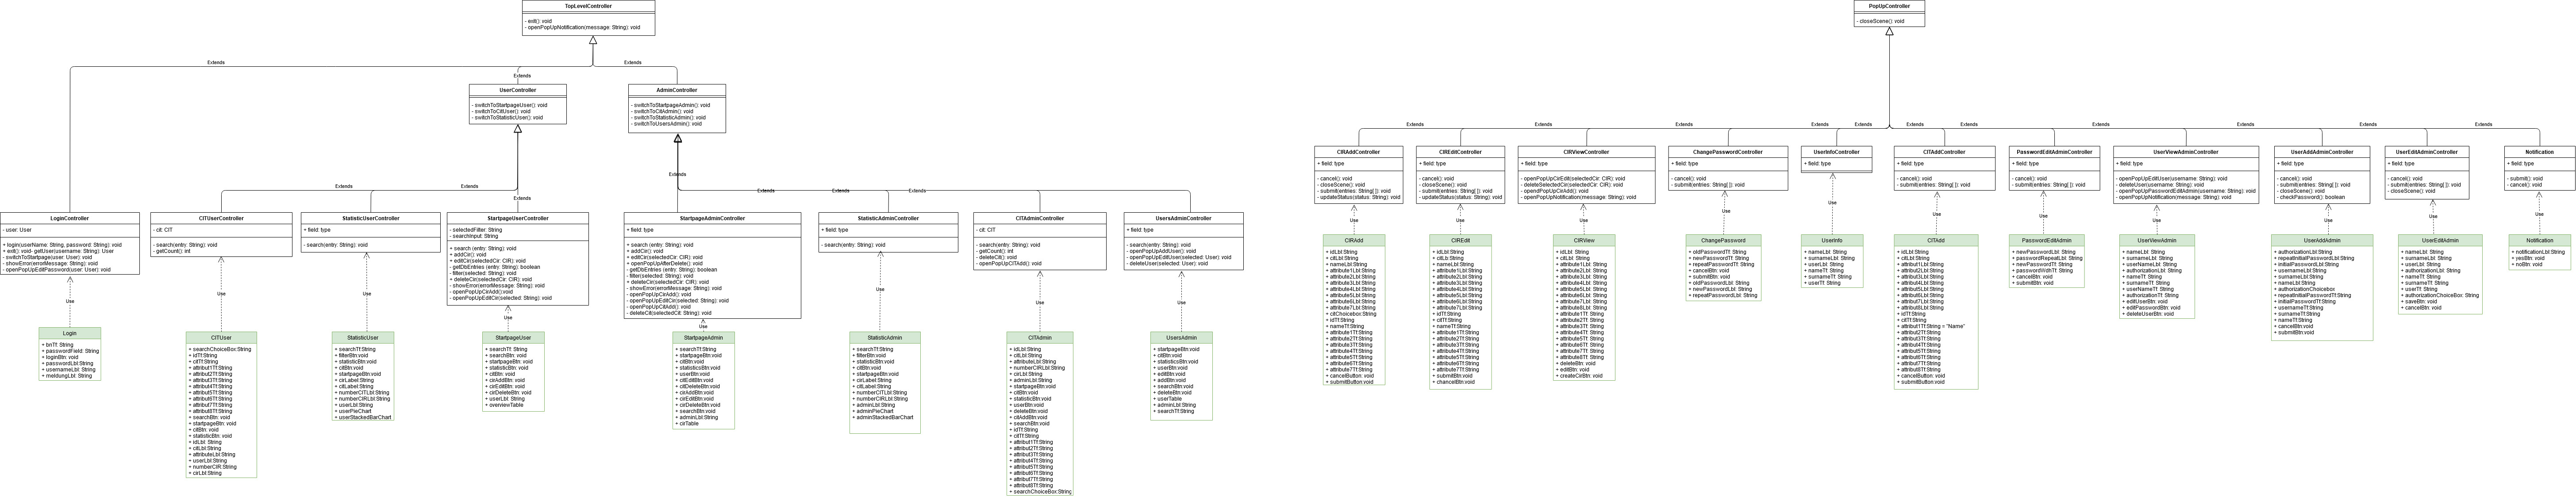 TopLevelController
- exit(): void
- openPopUpNotification(message: String): void
PopUpController
- closeScene(): void
Extends
Extends
Extends
UserController
- switchToStartpageUser(): void
- switchToCitUser(): void
- switchToStatisticUser(): void
AdminController
- switchToStartpageAdmin(): void
- switchToCitAdmin(): void
- switchToStatisticAdmin(): void
- switchToUsersAdmin(): void
Extends
Extends
Extends
Extends
Extends
Extends
Extends
LoginController
- user: User
+ login(userName: String, password: String): void
+ exit():void- getUser(username: String): User
- switchToStartpage(user: User): void
- showError(errorMessage: String): void
- openPopUpEditPassword(user: User): void
CITUserController
- cit: CIT
- search(entry: String): void
- getCount(): int
StatisticUserController
+ field: type
- search(entry: String): void
StartpageUserController
- selectedFilter: String
- searchInput: String
+ search (entry: String): void
+ addCir(): void
+ editCir(selectedCir: CIR): void
- getDbEntries (entry: String): boolean
- filter(selected: String): void
+ deleteCir(selectedCir: CIR): void
- showError(errorMessage: String): void
- openPopUpCirAdd():void
- openPopUpEditCir(selected: String): void
StartpageAdminController
+ field: type
+ search (entry: String): void
+ addCir(): void
+ editCir(selectedCir: CIR): void
+ openPopUpAfterDelete(): void
- getDbEntries (entry: String): boolean
- filter(selected: String): void
+ deleteCir(selectedCir: CIR): void
- showError(errorMessage: String): void
- openPopUpCirAdd(): void
- openPopUpEditCir(selected: String): void
- openPopUpCitAdd(): void
- deleteCit(selectedCit: String): void
StatisticAdminController
+ field: type
- search(entry: String): void
CITAdminController
- cit: CIT
- search(entry: String): void
- getCount(): int
- deleteCit(): void
- openPopUpCITAdd(): void
UsersAdminController
+ field: type
- search(entry: String): void
- openPopUpAddUser(): void
- openPopUpEditUser(selected: User): void
- deleteUser(selected: User): void
Use
Use
Use
Use
Use
Use
Use
Use
Login
+ bnTf: String
+ passwordField: String
+ loginBtn: void
+ passwordLbl:String
+ usernameLbl: String
+ meldungLbl: String
CITUser
+ searchChoiceBox:String
+ idTf:String
+ citTf:String
+ attribut1Tf:String
+ attribut2Tf:String
+ attribut3Tf:String
+ attribut4Tf:String
+ attribut5Tf:String
+ attribut6Tf:String
+ attribut7Tf:String
+ attribut8Tf:String
+ searchBtn: void
+ startpageBtn: void
+ citBtn: void
+ statisticBtn: void
+ idLbl: String
+ citLbl: String
+ attributeLbl: String
+ userLbl: String
+ numberCIR:String
+ cirLbl:String
StatisticUser
+ searchTf:String
+ filterBtn:void
+ statisticBtn:void
+ citBtn:void
+ startpageBtn:void
+ cirLabel:String
+ citLabel:String
+ numberCITLbl:String
+ numberCIRLbl:String
+ userLbl:String
+ userPieChart
+ userStackedBarChart
StartpageUser
+ searchTf: String
+ searchBtn: void
+ startpageBtn: void
+ statisticBtn: void
+ citBtn: void
+ cirAddBtn: void
+ cirEditBtn: void
+ cirDeleteBtn: void
+ userLbl: String
+ overviewTable
StartpageAdmin
+ searchTf:String
+ startpageBtn:void
+ citBtn:void
+ statisticsBtn:void
+ userBtn:void
+ citEditBtn:void
+ citDeleteBtn:void
+ cirAddBtn:void
+ cirEditBtn:void
+ cirDeleteBtn:void
+ searchBtn:void
+ adminLbl:String
+ cirTable
StatisticAdmin
+ searchTf:String
+ filterBtn:void
+ statisticBtn:void
+ citBtn:void
+ startpageBtn:void
+ cirLabel:String
+ citLabel:String
+ numberCITLbl:String
+ numberCIRLbl:String
+ adminLbl:String
+ adminPieChart
+ adminStackedBarChart
CITAdmin
+ idLbl:String
+ citLbl:String
+ attributeLbl:String
+ numberCIRLbl:String
+ cirLbl:String
+ adminLbl:String
+ startpageBtn:void
+ citBtn:void
+ statisticBtn:void
+ userBtn:void
+ deleteBtn:void
+ citAddBtn:void
+ searchBtn:void
+ idTf:String
+ citTf:String
+ attribut1Tf:String
+ attribut2Tf:String
+ attribut3Tf:String
+ attribut4Tf:String
+ attribut5Tf:String
+ attribut6Tf:String
+ attribut7Tf:String
+ attribut8Tf:String
+ searchChoiceBox:String
UsersAdmin
+ startpageBtn:void
+ citBtn:void
+ statisticsBtn:void
+ userBtn:void
+ editBtn:void
+ addBtn:void
+ searchBtn:void
+ deleteBtn:void
+ userTable
+ adminLbl:String
+ searchTf:String
Extends
Extends
Extends
Extends
Extends
Extends
Extends
Extends
Extends
Extends
Extends
CIRAddController
+ field: type
- cancel(): void
- closeScene(): void
- submit(entries: String[ ]): void
- updateStatus(status: String): void
CIREditController
+ field: type
- cancel(): void
- closeScene(): void
- submit(entries: String[ ]): void
- updateStatus(status: String): void
CIRViewController
+ field: type
- openPopUpCirEdit(selectedCir: CIR): void
- deleteSelectedCir(selectedCir: CIR): void
- opendPopUpCirAdd(): void
- openPopUpNotification(message: String): void
ChangePasswordController
+ field: type
- cancel(): void
- submit(entries: String[ ]): void
UserInfoController
+ field: type
CITAddController
+ field: type
- cancel(): void
- submit(entries: String[ ]): void
PasswordEditAdminController
+ field: type
- cancel(): void
- submit(entries: String[ ]): void
UserViewAdminController
+ field: type
- openPopUpEditUser(username: String): void
- deleteUser(username: String): void
- openPopUpPasswordEditAdmin(username: String): void
- openPopUpNotification(message: String): void
UserAddAdminController
+ field: type
- cancel(): void
- submit(entries: String[ ]): void
- closeScene(): void
- checkPassword(): boolean
UserEditAdminController
+ field: type
- cancel(): void
- submit(entries: String[ ]): void
- closeScene(): void
Notification
+ field: type
- submit(): void
- cancel(): void
Use
Use
Use
Use
Use
Use
Use
Use
Use
Use
Use
CIRAdd
+ idLbl:String
+ citLbl:String
+ nameLbl:String
+ attribute1Lbl:String
+ attribute2Lbl:String
+ attribute3Lbl:String
+ attribute4Lbl:String
+ attribute5Lbl:String
+ attribute6Lbl:String
+ attribute7Lbl:String
+ citChoicebox:String
+ idTf:String
+ nameTf:String
+ attribute1Tf:String
+ attribute2Tf:String
+ attribute3Tf:String
+ attribute4Tf:String
+ attribute5Tf:String
+ attribute6Tf:String
+ attribute7Tf:String
+ cancelButton: void
+ submitButton:void
CIREdit
+ idLbl:String
+ citLbl:String
+ nameLbl:String
+ attribute1Lbl:String
+ attribute2Lbl:String
+ attribute3Lbl:String
+ attribute4Lbl:String
+ attribute5Lbl:String
+ attribute6Lbl:String
+ attribute7Lbl:String
+ idTf:String
+ citTf:String
+ nameTf:String
+ attribute1Tf:String
+ attribute2Tf:String
+ attribute3Tf:String
+ attribute4Tf:String
+ attribute5Tf:String
+ attribute6Tf:String
+ attribute7Tf:String
+ submitBtn:void
+ chancelBtn:void
CIRView
+ idLbl: String
+ citLbl: String
+ attribute1Lbl: String
+ attribute2Lbl: String
+ attribute3Lbl: String
+ attribute4Lbl: String
+ attribute5Lbl: String
+ attribute6Lbl: String
+ attribute7Lbl: String
+ attribute8Lbl: String
+ attribute1Tf: String
+ attribute2Tf: String
+ attribute3Tf: String
+ attribute4Tf: String
+ attribute5Tf: String
+ attribute6Tf: String
+ attribute7Tf: String
+ attribute8Tf: String
+ deleteBtn: void
+ editBtn: void
+ createCirBtn: void
ChangePassword
+ oldPasswordTf: String
+ newPasswordTf: String
+ repeatPasswordTf: String
+ cancelBtn: void
+ submitBtn: void
+ oldPasswordLbl: String
+ newPasswordLbl: String
+ repeatPasswordLbl: String
UserInfo
+ nameLbl: String
+ surnameLbl: String
+ userLbl: String
+ nameTf: String
+ surnameTf: String
+ userTf: String
CITAdd
+ idLbl:String
+ citLbl:String
+ attribut1Lbl:String
+ attribut2Lbl:String
+ attribut3Lbl:String
+ attribut4Lbl:String
+ attribut5Lbl:String
+ attribut6Lbl:String
+ attribut7Lbl:String
+ attribut8Lbl:String
+ idTf:String
+ citTf:String
+ attribut1Tf:String = "Name"
+ attribut2Tf:String
+ attribut3Tf:String
+ attribut4Tf:String
+ attribut5Tf:String
+ attribut6Tf:String
+ attribut7Tf:String
+ attribut8Tf:String
+ cancelButton: void
+ submitButton:void
PasswordEditAdmin
+ newPasswordLbl: String
+ passwordRepeatLbl: String
+ newPasswordTf: String
+ cancelBtn: void
+ submitBtn: void
UserViewAdmin
+ nameLbl: String
+ surnameLbl: String
+ userNameLbl: String
+ authorizationLbl: String
+ nameTf: String
+ surnameTf: String
+ userNameTf: String
+ authorizationTf: String
+ editUserBtn: void
+ editPasswordBtn: void
+ deleteUserBtn: void
UserAddAdmin
+ authorizationLbl:String
+ repeatInitialPasswordLbl:String
+ initialPasswordLbl:String
+ usernameLbl:String
+ surnameLbl:String
+ nameLbl:String
+ authorizationChoicebox
+ repeatInitialPasswordTf:String
+ initialPasswordTf:String
+ usernameTf:String
+ surnameTf:String
+ nameTf:String
+ cancelBtn:void
+ submitBtn:void
UserEditAdmin
+ nameLbl: String
+ surnameLbl: String
+ userLbl: String
+ authorizationLbl: String
+ nameTf: String
+ surnameTf: String
+ userTf: String
+ authorizationChoiceBox: String
+ saveBtn: void
+ editBtn: void
+ cancelBtn: void
Notification
+ notificationLbl:String
+ yesBtn: void
+ noBtn: void